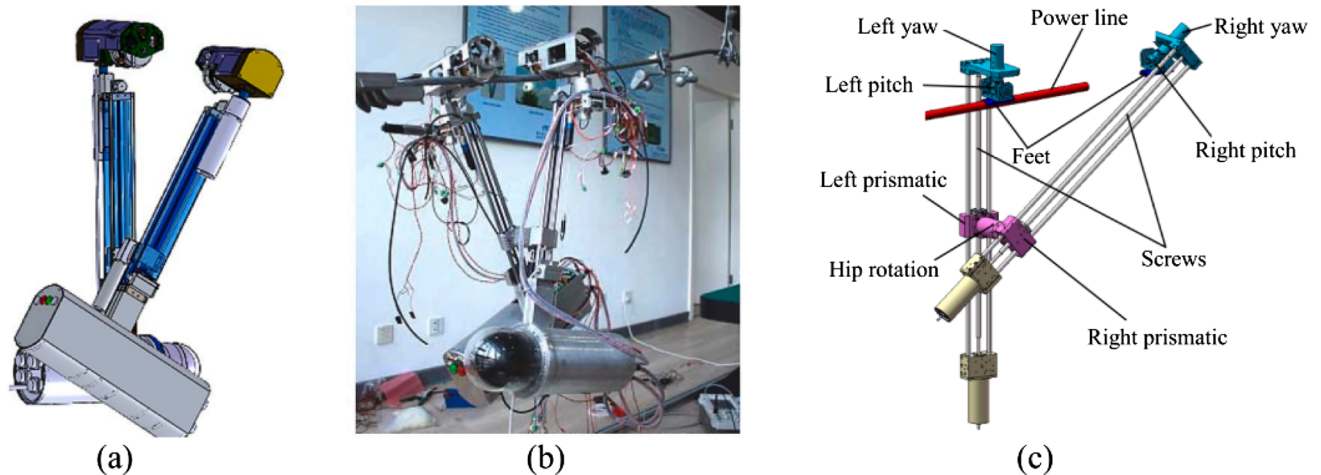 Left yaw
Power line
Right yaw
Left pitch
Feet
Right pitch
Left prismatic
Hip rotation
Screws
Right prismatic
(a)
(b)
(c)